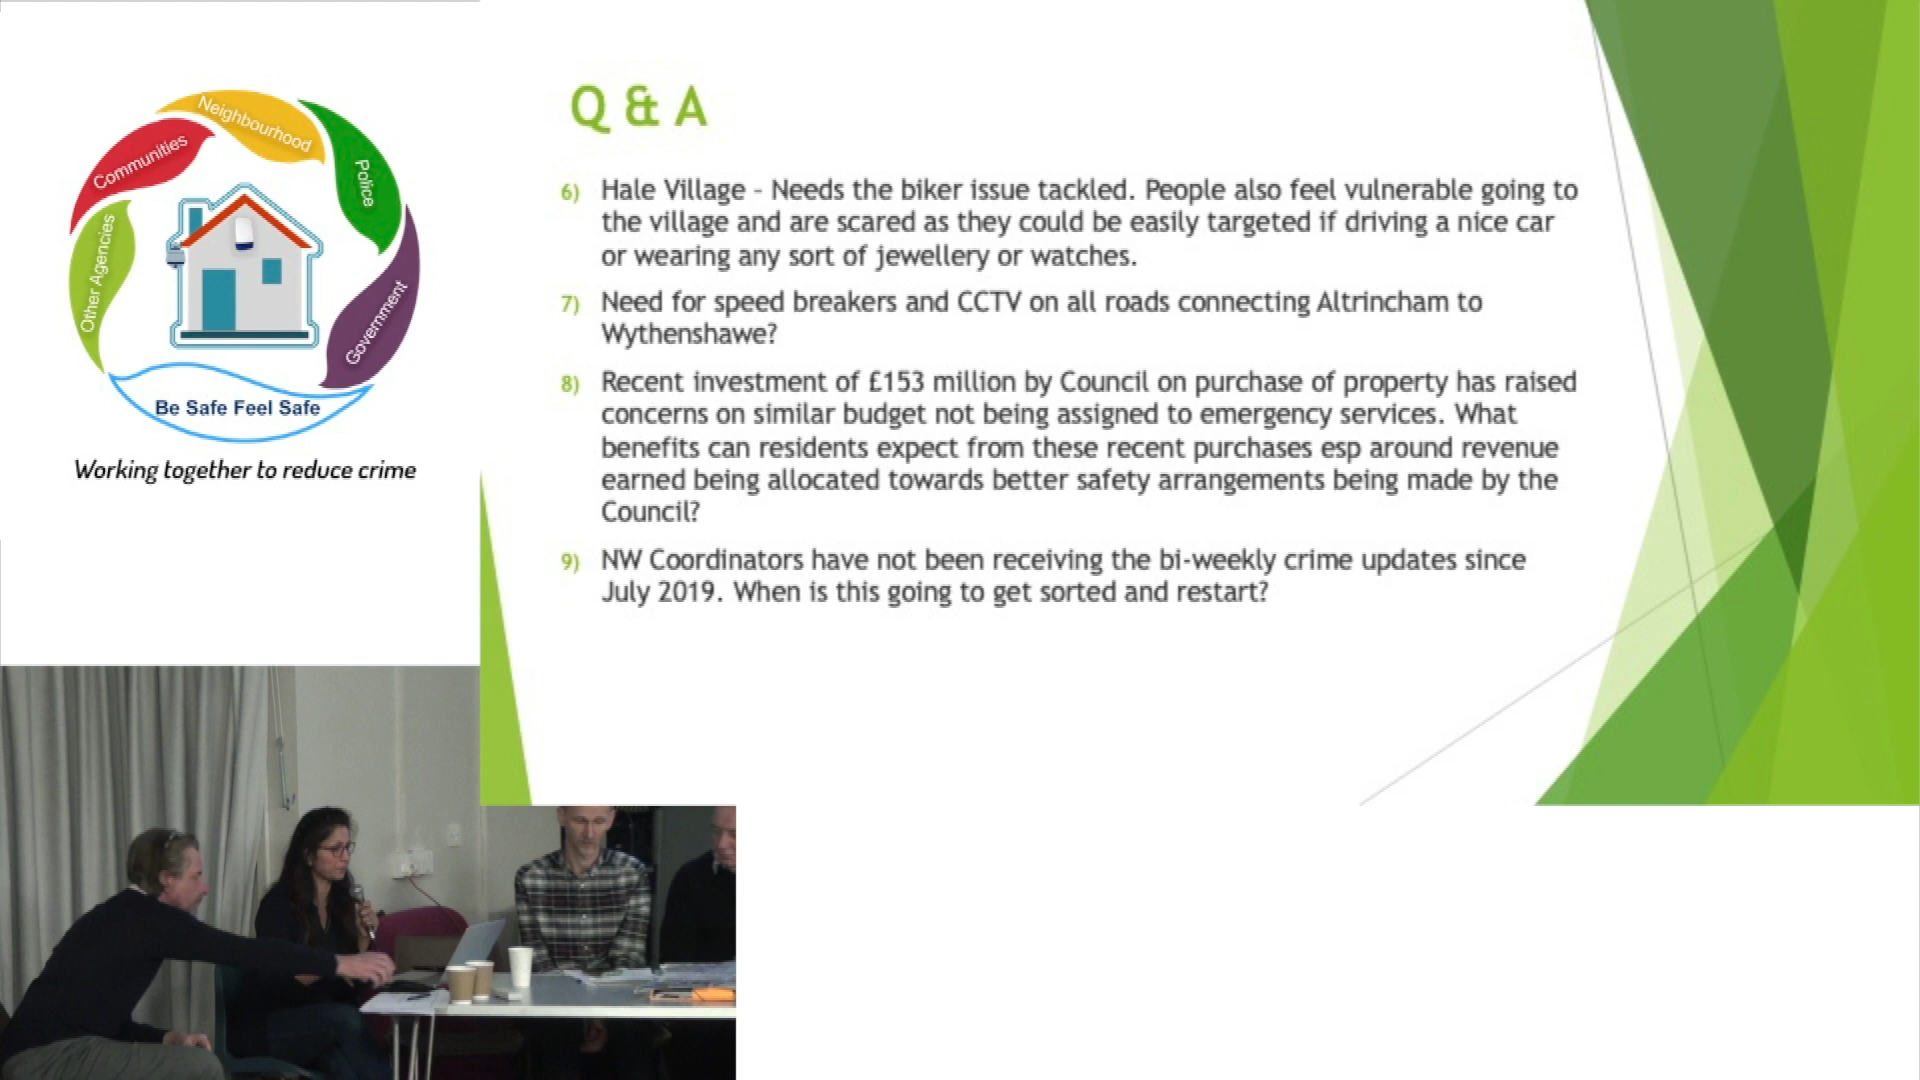 Neighbourhood
Communities
Police
Other Agencies
Government
Be Safe Feel Safe
Working together to reduce crime
Q & A
6) Hale Village - Needs the biker issue tackled. People also feel vulnerable going to
the village and are scared as they could be easily targeted if driving a nice car
or wearing any sort of jewellery or watches.
7) Need for speed breakers and CCTV on all roads connecting Altrincham to
Wythenshawe?
8) Recent investment of £153 million by Council on purchase of property has raised
concerns on similar budget not being assigned to emergency services. What
benefits can residents expect from these recent purchases esp around revenue
earned being allocated towards better safety arrangements being made by the
Council?
9) NW Coordinators have not been receiving the bi-weekly crime updates since
July 2019. When is this going to get sorted and restart?